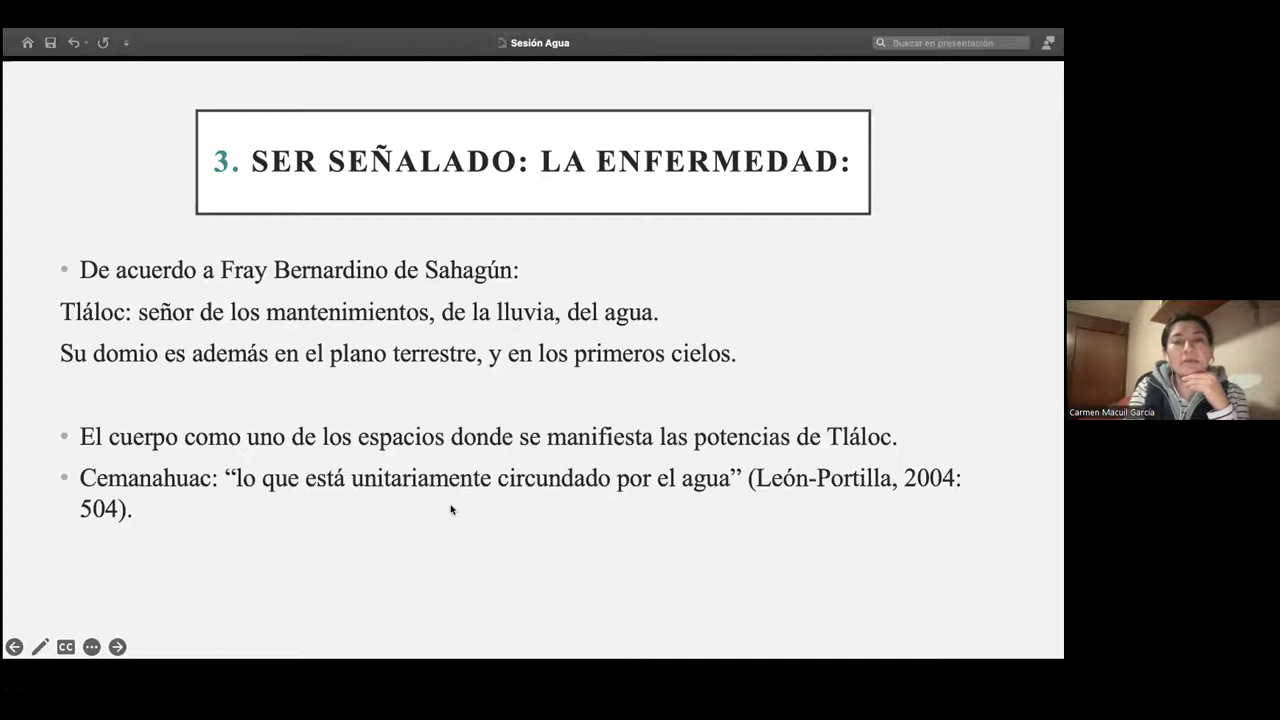 Sesión Agua
Buscar en presentación
3. SER SEÑALADO: LA ENFERMEDAD:
• De acuerdo a Fray Bernardino de Sahagún:
Tláloc: señor de los mantenimientos, de la lluvia, del agua.
Su domio es además en el plano terrestre, y en los primeros cielos.
• El cuerpo como uno de los espacios donde se manifiesta las potencias de Tláloc.
• Cemanahuac: “lo que está unitariamente circundado por el agua” (León-Portilla, 2004:
504).
Carmen Macuil García
CC